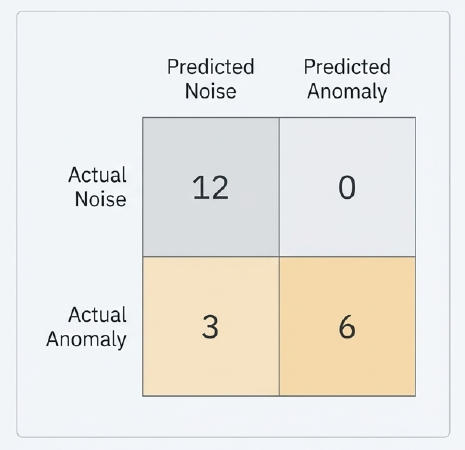 Predicted
Noise
Predicted
Anomaly
Actual
Noise
12
0
Actual
Anomaly
3
6